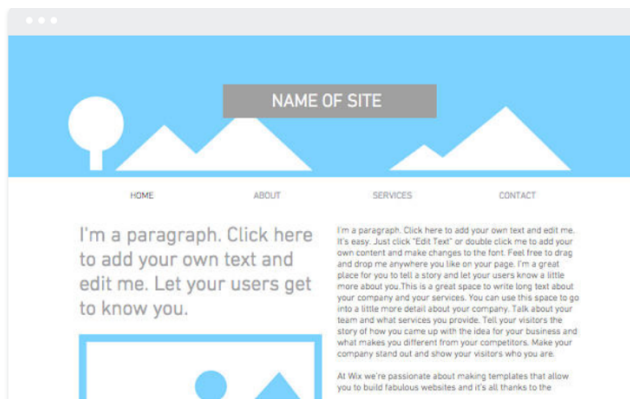 NAME OF SITE
HOME ABOUT SERVICES CONTACT
I'm a paragraph. Click here
to add your own text and
edit me. Let your users get
to know you.
I'm a paragraph. Click here to add your own text and edit me.
It's easy. Just click "Edit Text" or double click me to add your
own content and make changes to the font. Feel free to drag
and drop me anywhere you like on your page. I'm a great
place for you to tell a story and let your users know a little
more about you.This is a great space to write long text about
your company and your services. You can use this space to go
into a little more detail about your company. Talk about your
team and what services you provide. Tell your visitors the
story of how you came up with the idea for your business and
what makes you different from your competitors. Make your
company stand out and show your visitors who you are.
At Wix we're passionate about making templates that allow
you to build fabulous websites and it's all thanks to the